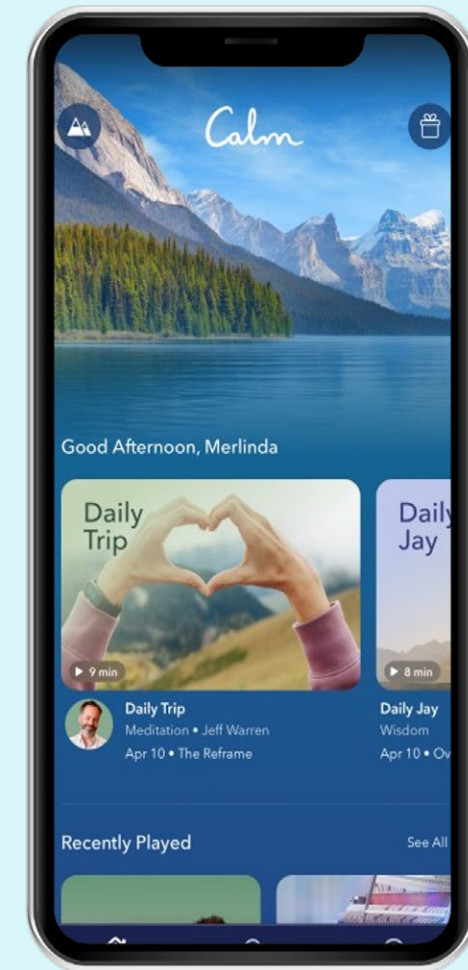 Calm
Good Afternoon, Merlinda
Daily
Trip
9 min
Daily Trip
Meditation • Jeff Warren
Apr 10 • The Reframe
Daily
Jay
8 min
Daily Jay
Wisdom
Apr 10 • Ov
Recently Played
See All